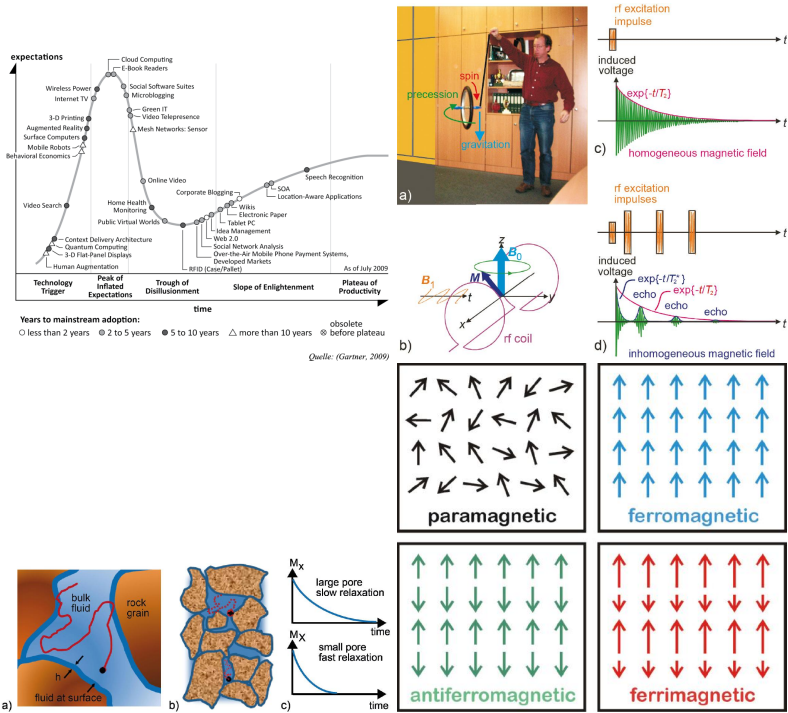 expectations
Cloud Computing
E-Book Readers
Wireless Power
Internet TV
Social Software Suites
Microblogging
Green IT
Video Telepresence
3-D Printing
Augmented Reality
Surface Computers
Mobile Robots
Behavioral Economics
Mesh Networks: Sensor
Online Video
Video Search
Home Health
Monitoring
Public Virtual Worlds
Corporate Blogging
Speech Recognition
SOA
Location-Aware Applications
Wikis
Electronic Paper
Tablet PC
Idea Management
Web 2.0
Social Network Analysis
Over-the-Air Mobile Phone Payment Systems,
Developed Markets
RFID (Case/Pallet)
Context Delivery Architecture
Quantum Computing
3-D Flat-Panel Displays
Human Augmentation
As of July 2009
Technology
Trigger
Peak of
Inflated
Expectations
Trough of
Disillusionment
Slope of Enlightenment
Plateau of
Productivity
time
Years to mainstream adoption:
less than 2 years
2 to 5 years
5 to 10 years
more than 10 years
obsolete
before plateau
Quelle: (Gartner, 2009)
spin
precession
gravitation
a)
z
B0
M
B1
t
y
x
rf coil
b)
rf excitation
impulse
t
induced
voltage
exp{-t/T2}
t
c)
homogeneous magnetic field
rf excitation
impulses
t
induced
voltage
exp{-t/T2*}
echo
exp{-t/T2}
echo
echo
t
d)
inhomogeneous magnetic field
paramagnetic
ferromagnetic
antiferromagnetic
ferrimagnetic
bulk
fluid
rock
grain
h
fluid at surface
a)
b)
Mx
large pore
slow relaxation
time
Mx
small pore
fast relaxation
time
c)